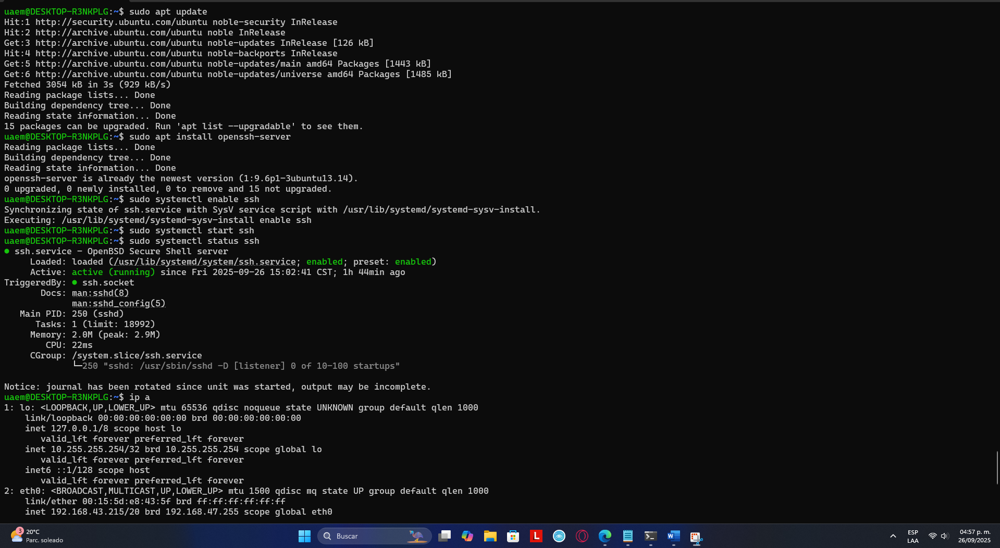 uaem@DESKTOP-R3NKPLG:~$ sudo apt update
Hit:1 http://security.ubuntu.com/ubuntu noble-security InRelease
Hit:2 http://archive.ubuntu.com/ubuntu noble InRelease
Get:3 http://archive.ubuntu.com/ubuntu noble-updates InRelease [126 kB]
Hit:4 http://archive.ubuntu.com/ubuntu noble-backports InRelease
Get:5 http://archive.ubuntu.com/ubuntu noble-updates/main amd64 Packages [1443 kB]
Get:6 http://archive.ubuntu.com/ubuntu noble-updates/universe amd64 Packages [1485 kB]
Fetched 3054 kB in 3s (929 kB/s)
Reading package lists... Done
Building dependency tree... Done
Reading state information... Done
15 packages can be upgraded. Run 'apt list --upgradable' to see them.
uaem@DESKTOP-R3NKPLG:~$ sudo apt install openssh-server
Reading package lists... Done
Building dependency tree... Done
Reading state information... Done
openssh-server is already the newest version (1:9.6p1-3ubuntu13.14).
0 upgraded, 0 newly installed, 0 to remove and 15 not upgraded.
uaem@DESKTOP-R3NKPLG:~$ sudo systemctl enable ssh
Synchronizing state of ssh.service with SysV service script with /usr/lib/systemd/systemd-sysv-install.
Executing: /usr/lib/systemd/systemd-sysv-install enable ssh
uaem@DESKTOP-R3NKPLG:~$ sudo systemctl start ssh
uaem@DESKTOP-R3NKPLG:~$ sudo systemctl status ssh
● ssh.service - OpenBSD Secure Shell server
Loaded: loaded (/usr/lib/systemd/system/ssh.service; enabled; preset: enabled)
Active: active (running) since Fri 2025-09-26 15:02:41 CST; 1h 44min ago
TriggeredBy: ● ssh.socket
Docs: man:sshd(8)
man:sshd_config(5)
Main PID: 250 (sshd)
Tasks: 1 (limit: 18992)
Memory: 2.0M (peak: 2.9M)
CPU: 22ms
CGroup: /system.slice/ssh.service
└─250 "sshd: /usr/sbin/sshd -D [listener] 0 of 10-100 startups"
Notice: journal has been rotated since unit was started, output may be incomplete.
uaem@DESKTOP-R3NKPLG:~$ ip a
1: lo: <LOOPBACK,UP,LOWER_UP> mtu 65536 qdisc noqueue state UNKNOWN group default qlen 1000
link/loopback 00:00:00:00:00:00 brd 00:00:00:00:00:00
inet 127.0.0.1/8 scope host lo
valid_lft forever preferred_lft forever
inet 10.255.255.254/32 brd 10.255.255.254 scope global lo
valid_lft forever preferred_lft forever
inet6 ::1/128 scope host
valid_lft forever preferred_lft forever
2: eth0: <BROADCAST,MULTICAST,UP,LOWER_UP> mtu 1500 qdisc mq state UP group default qlen 1000
link/ether 00:15:5d:e8:43:5f brd ff:ff:ff:ff:ff:ff
inet 192.168.43.215/20 brd 192.168.47.255 scope global eth0
3
20°C
Parc. soleado
Buscar
L
W
ESP
LAA
04:57 p. m.
26/09/2025